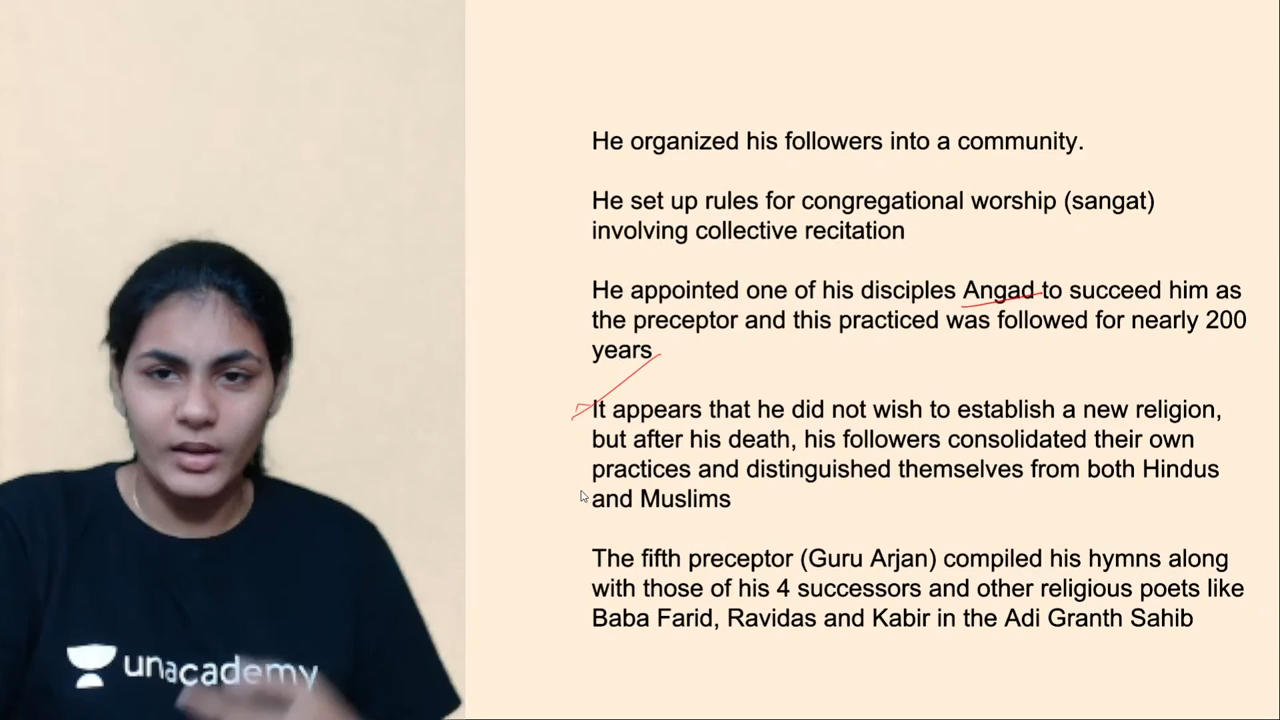 He organized his followers into a community.
He set up rules for congregational worship (sangat)
involving collective recitation
He appointed one of his disciples Angad to succeed him as
the preceptor and this practiced was followed for nearly 200
years
It appears that he did not wish to establish a new religion,
but after his death, his followers consolidated their own
practices and distinguished themselves from both Hindus
and Muslims
The fifth preceptor (Guru Arjan) compiled his hymns along
with those of his 4 successors and other religious poets like
Baba Farid, Ravidas and Kabir in the Adi Granth Sahib
unacademy